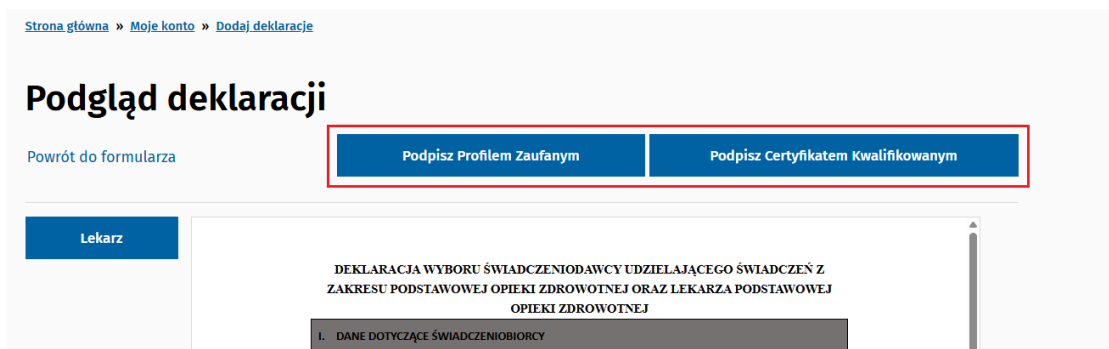 Strona główna » Moje konto » Dodaj deklaracje
Podgląd deklaracji
Powrót do formularza
Podpisz Profilem Zaufanym
Podpisz Certyfikatem Kwalifikowanym
Lekarz
DEKLARACJA WYBORU ŚWIADCZENIODAWCY UDZIELAJĄCEGO ŚWIADCZEŃ Z
ZAKRESU PODSTAWOWEJ OPIEKI ZDROWOTNEJ ORAZ LEKARZA PODSTAWOWEJ
OPIEKI ZDROWOTNEJ
I. DANE DOTYCZĄCE ŚWIADCZENIOBIORCY